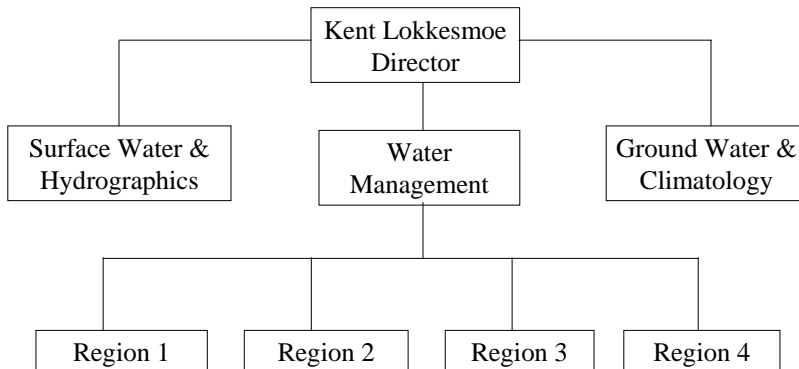 Kent Lokkesmoe
Director
Surface Water &
Hydrographics
Water
Management
Ground Water &
Climatology
Region 1
Region 2
Region 3
Region 4